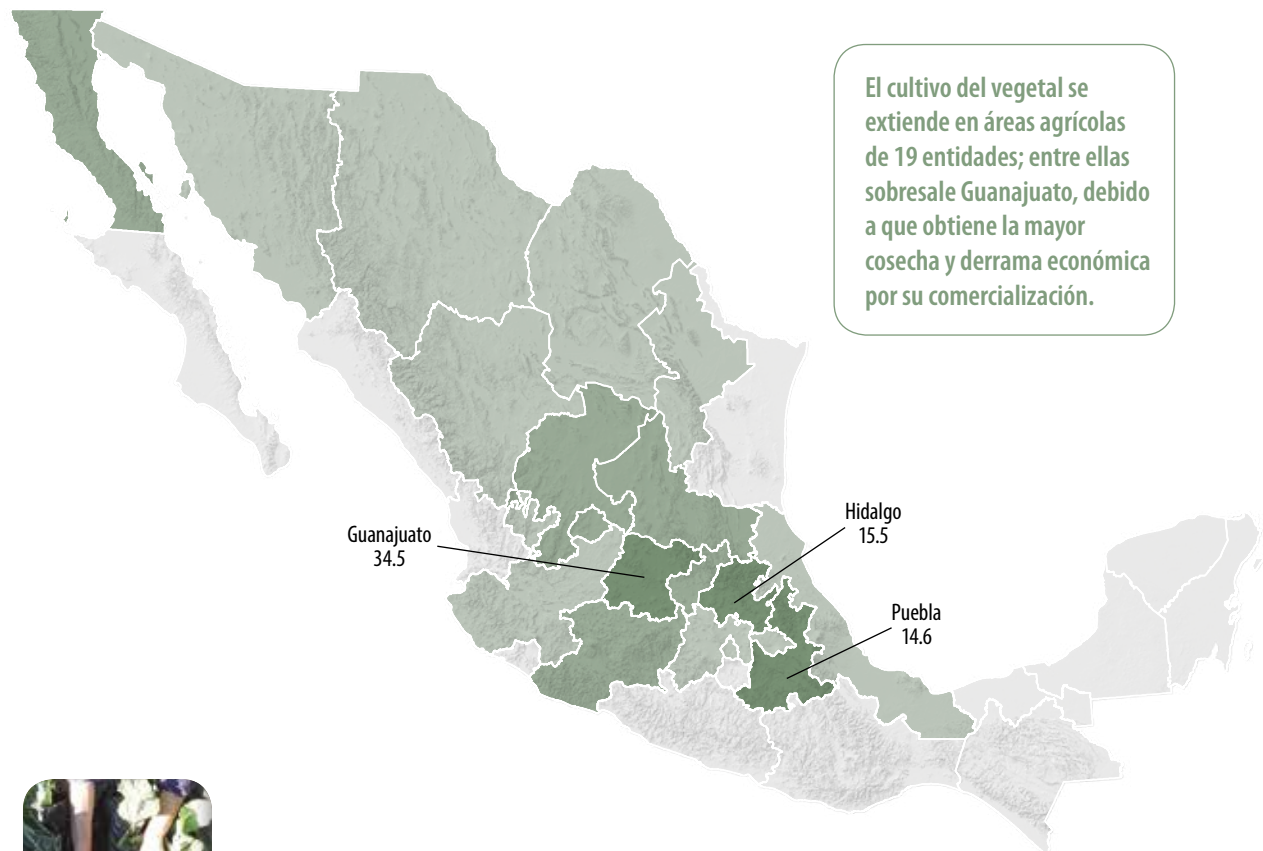 El cultivo del vegetal se
extiende en áreas agrícolas
de 19 entidades; entre ellas
sobresale Guanajuato, debido
a que obtiene la mayor
cosecha y derrama económica
por su comercialización.
Hidalgo
15.5
Guanajuato
34.5
Puebla
14.6